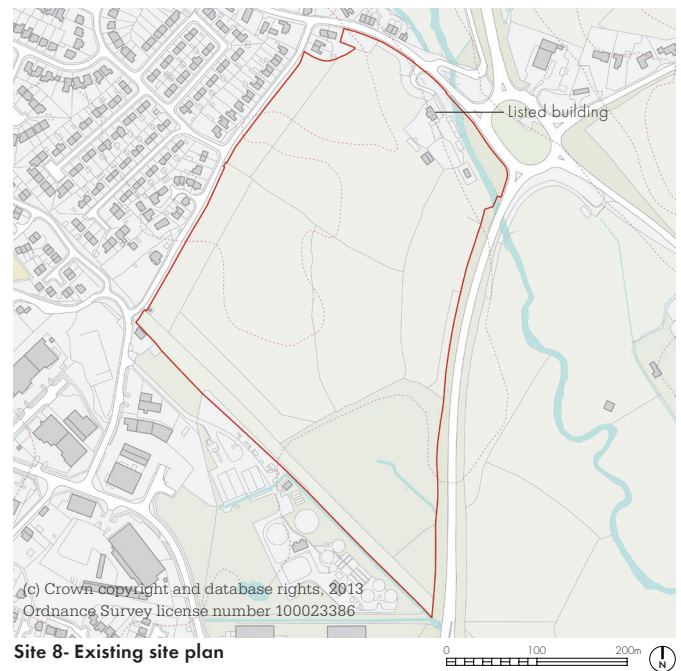 Listed building
(c) Crown copyright and database rights, 2013
Ordnance Survey license number 100023386
Site 8- Existing site plan
0 100 200m
N